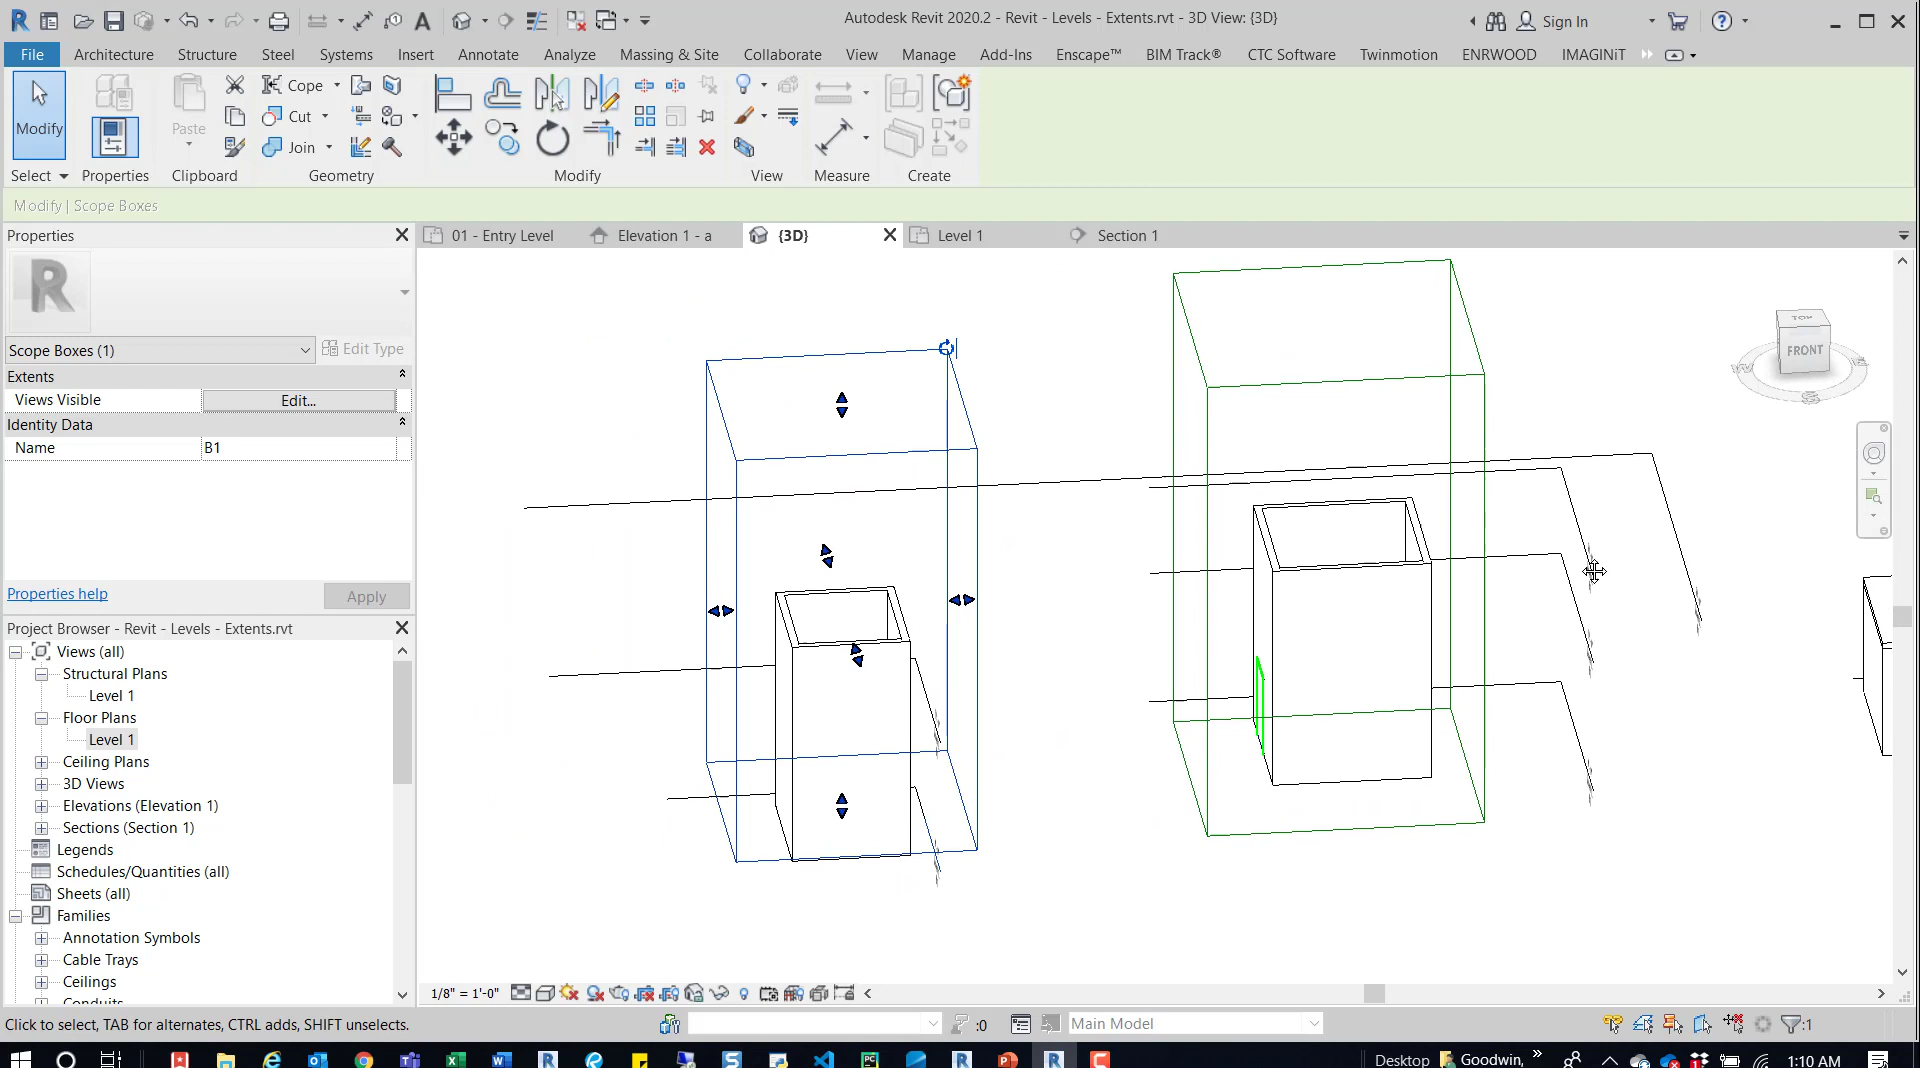 Autodesk Revit 2020.2 - Revit - Levels - Extents.rvt - 3D View: {3D}
Sign In
File Architecture Structure Steel Systems Insert Annotate Analyze Massing & Site Collaborate View Manage Add-Ins Enscape™ BIM Track® CTC Software Twinmotion ENRWOOD IMAGINiT
Modify
Paste
Cope
Cut
Join
Select Properties Clipboard Geometry Modify View Measure Create
Modify | Scope Boxes
Properties
01 - Entry Level
Elevation 1 - a
{3D}
Level 1
Section 1
Scope Boxes (1)
Edit Type
Extents
Views Visible Edit...
Identity Data
Name B1
Properties help
Apply
TOP
FRONT
W
S
Project Browser - Revit - Levels - Extents.rvt
Views (all)
Structural Plans
Level 1
Floor Plans
Level 1
Ceiling Plans
3D Views
Elevations (Elevation 1)
Sections (Section 1)
Legends
Schedules/Quantities (all)
Sheets (all)
Families
Annotation Symbols
Cable Trays
Ceilings
Conduits
1/8" = 1'-0"
Click to select, TAB for alternates, CTRL adds, SHIFT unselects.
:0
Main Model
:1
Desktop
Goodwin,
1:10 AM